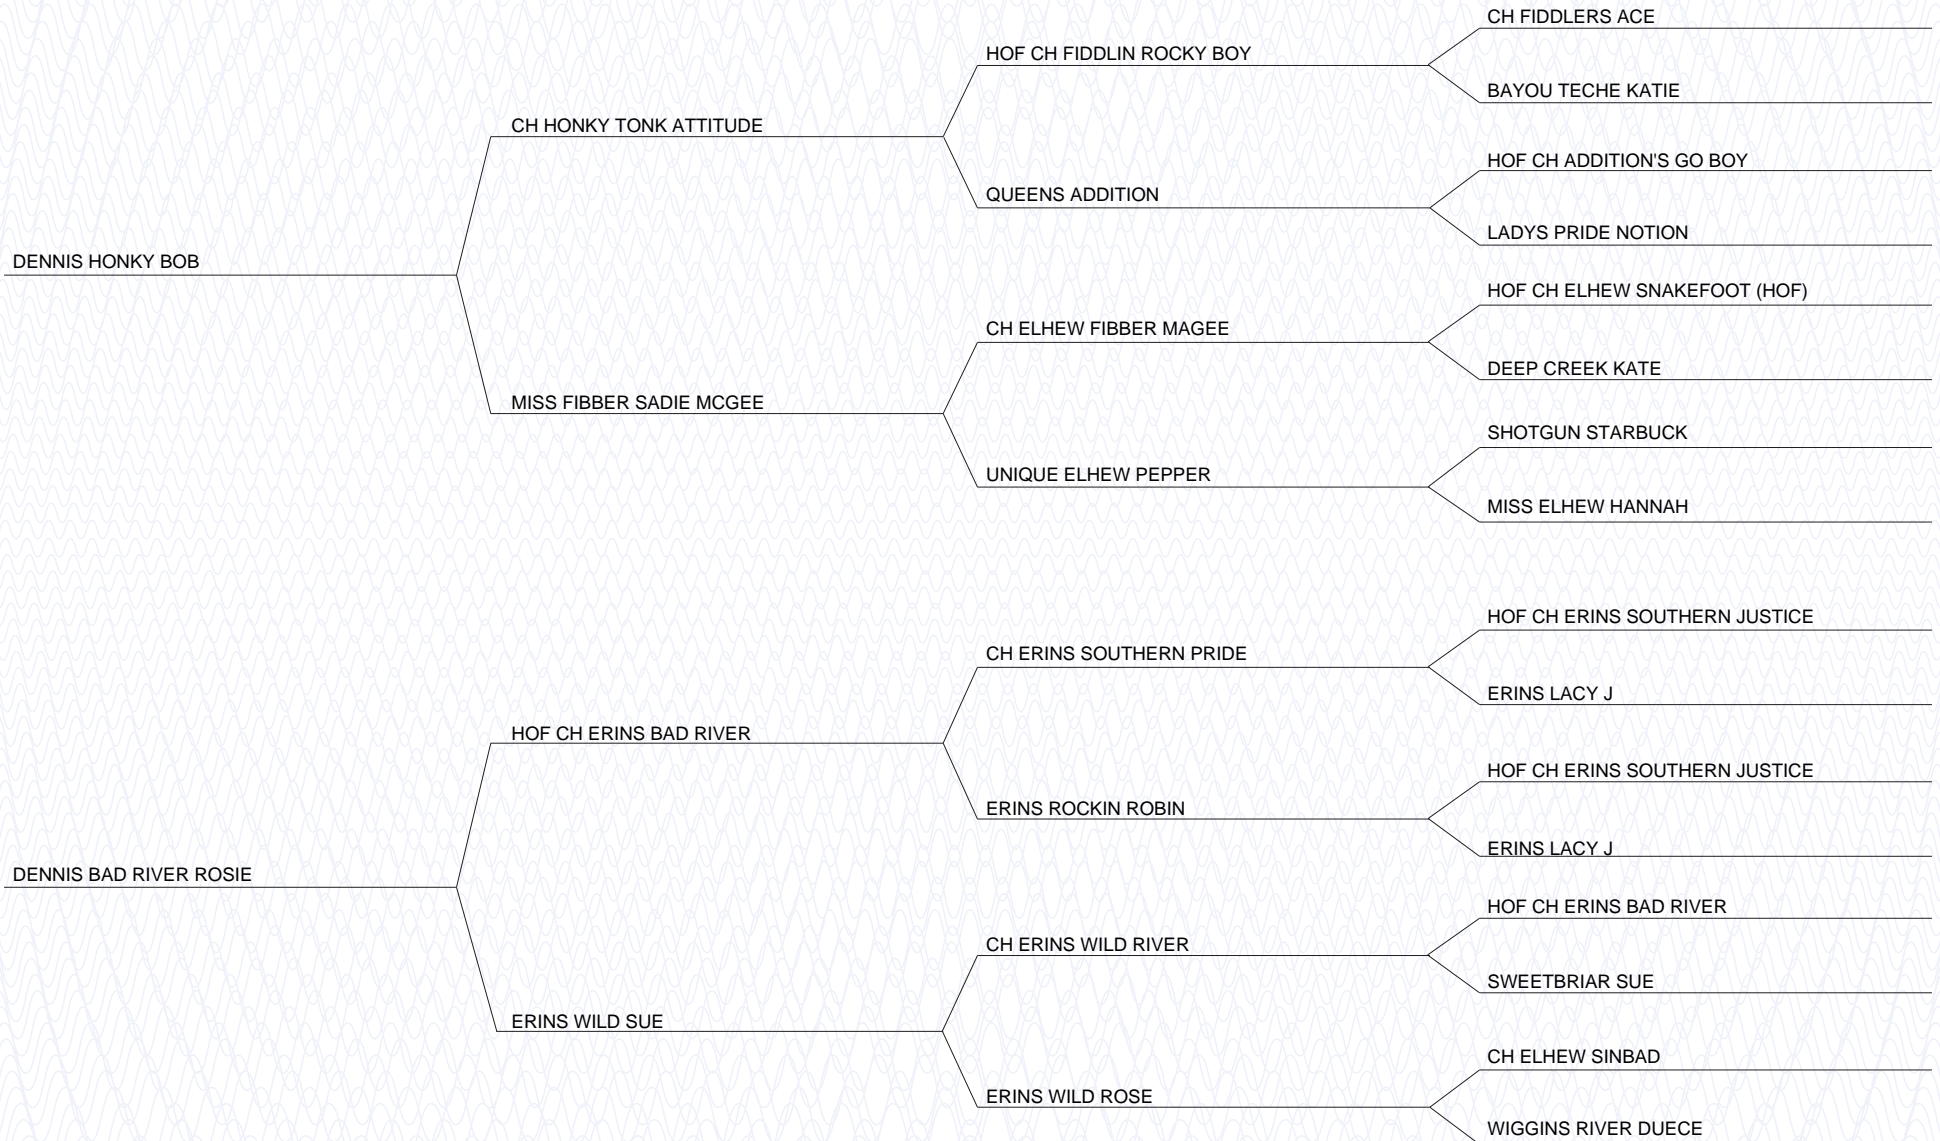 CH FIDDLERS ACE
HOF CH FIDDLIN ROCKY BOY
BAYOU TECHE KATIE
CH HONKY TONK ATTITUDE
HOF CH ADDITION'S GO BOY
QUEENS ADDITION
LADYS PRIDE NOTION
DENNIS HONKY BOB
HOF CH ELHEW SNAKEFOOT (HOF)
CH ELHEW FIBBER MAGEE
DEEP CREEK KATE
MISS FIBBER SADIE MCGEE
SHOTGUN STARBUCK
UNIQUE ELHEW PEPPER
MISS ELHEW HANNAH
HOF CH ERINS SOUTHERN JUSTICE
CH ERINS SOUTHERN PRIDE
ERINS LACY J
HOF CH ERINS BAD RIVER
HOF CH ERINS SOUTHERN JUSTICE
ERINS ROCKIN ROBIN
ERINS LACY J
DENNIS BAD RIVER ROSIE
HOF CH ERINS BAD RIVER
CH ERINS WILD RIVER
SWEETBRIAR SUE
ERINS WILD SUE
CH ELHEW SINBAD
ERINS WILD ROSE
WIGGINS RIVER DUECE